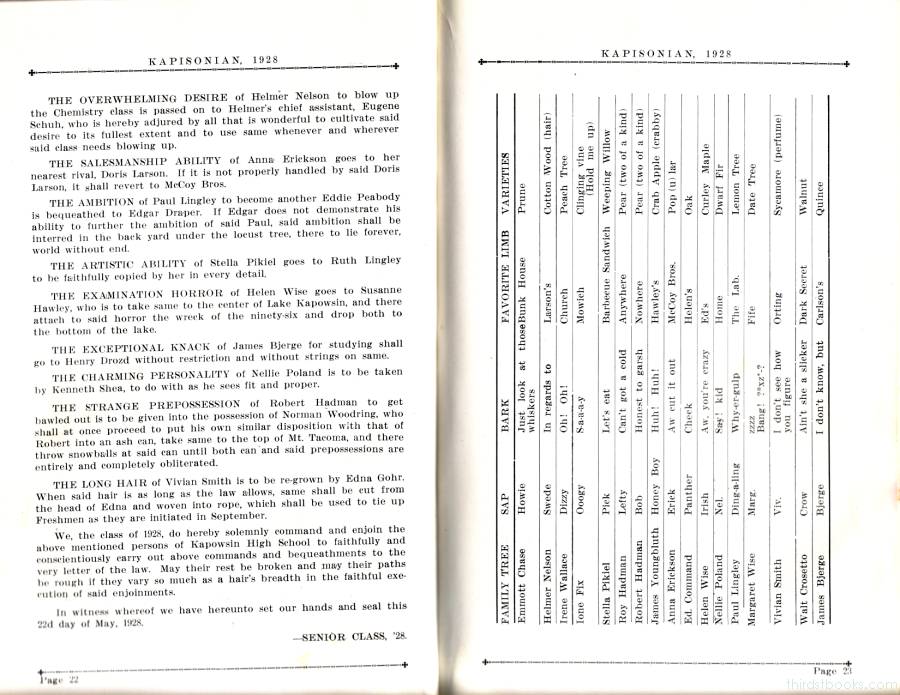 KAPISONIAN, 1928
THE OVERWHELMING DESIRE of Helmer Nelson to blow up
the Chemistry class is passed on to Helmer's chief assistant, Eugene
Schuh, who is hereby adjured by all that is wonderful to cultivate said
desire to its fullest extent and to use same whenever and wherever
said class needs blowing up.
THE SALESMANSHIP ABILITY of Anna Erickson goes to her
nearest rival, Doris Larson. If it is not properly handled by said Doris
Larson, it shall revert to McCoy Bros.
THE AMBITION of Paul Lingley to become another Eddie Peabody
is bequeathed to Edgar Draper. If Edgar does not demonstrate his
ability to further the ambition of said Paul, said ambition shall be
interred in the back yard under the locust tree, there to lie forever,
world without end.
THE ARTISTIC ABILITY of Stella Pikiel goes to Ruth Lingley
to be faithfully copied by her in every detail.
THE EXAMINATION HORROR of Helen Wise goes to Susanne
Hawley, who is to take same to the center of Lake Kapowsin, and there
attach to said horror the wreck of the ninety-six and drop both to
the bottom of the lake.
THE EXCEPTIONAL KNACK of James Bjerge for studying shall
go to Henry Drozd without restriction and without strings on same.
THE CHARMING PERSONALITY of Nellie Poland is to be taken
by Kenneth Shea, to do with as he sees fit and proper.
THE STRANGE PREPOSSESSION of Robert Hadman to get
bawled out is to be given into the possession of Norman Woodring, who
shall at once proceed to put his own similar disposition with that of
Robert into an ash can, take same to the top of Mt. Tacoma, and there
throw snowballs at said can until both can and said prepossessions are
entirely and completely obliterated.
THE LONG HAIR of Vivian Smith is to be re-grown by Edna Gohr.
When said hair is as long as the law allows, same shall be cut from
the head of Edna and woven into rope, which shall be used to tie up
Freshmen as they are initiated in September.
We, the class of 1928, do hereby solemnly command and enjoin the
above mentioned persons of Kapowsin High School to faithfully and
conscientiously carry out above commands and bequeathments to the
very letter of the law. May their rest be broken and may their paths
be rough if they vary so much as a hair's breadth in the faithful exe-
cution of said enjoinments.
In witness whereof we have hereunto set our hands and seal this
22d day of May, 1928.
—SENIOR CLASS, '28.
Page 22
KAPISONIAN, 1928
FAMILY TREE SAP BARK FAVORITE LIMB VARIETIES
Emmott Chase Howie Just look at those Bunk House Prune
whiskers
Helmer Nelson Swede In regards to Larson's Cotton Wood (hair)
Irene Wallace Dizzy Oh! Oh! Church Peach Tree
Ione Fix Ooogy S-a-a-a-y Mowich Clinging vine
(Hold me up)
Stella Pikiel Pick Let's eat Barbecue Sandwich Weeping Willow
Roy Hadman Lefty Can't got a cold Anywhere Pear (two of a kind)
Robert Hadman Bob Honest to garsh Nowhere Pear (two of a kind)
James Youngbluth Honey Boy Huh! Huh! Hawley's Crab Apple (crabby)
Anna Erickson Erick Aw cut it out McCoy Bros. Pop (u) lar
Ed. Command Panther Cheek Helen's Oak
Helen Wise Irish Aw, you're crazy Ed's Curley Maple
Nellie Poland Nel. Say! kid Home Dwarf Fir
Paul Lingley Ding-a-ling Why-er-gulp The Lab. Lemon Tree
Margaret Wise Marg. zzzz Fife Date Tree
Bang! ?*xz"-?
Vivian Smith Viv. I don't see how Orting Sycamore (perfume)
you figure
Walt Crosetto Crow Ain't she a slicker Dark Secret Walnut
James Bjerge Bjerge I don't know, but Carlson's Quince
Page 23
thirdstbooks.com